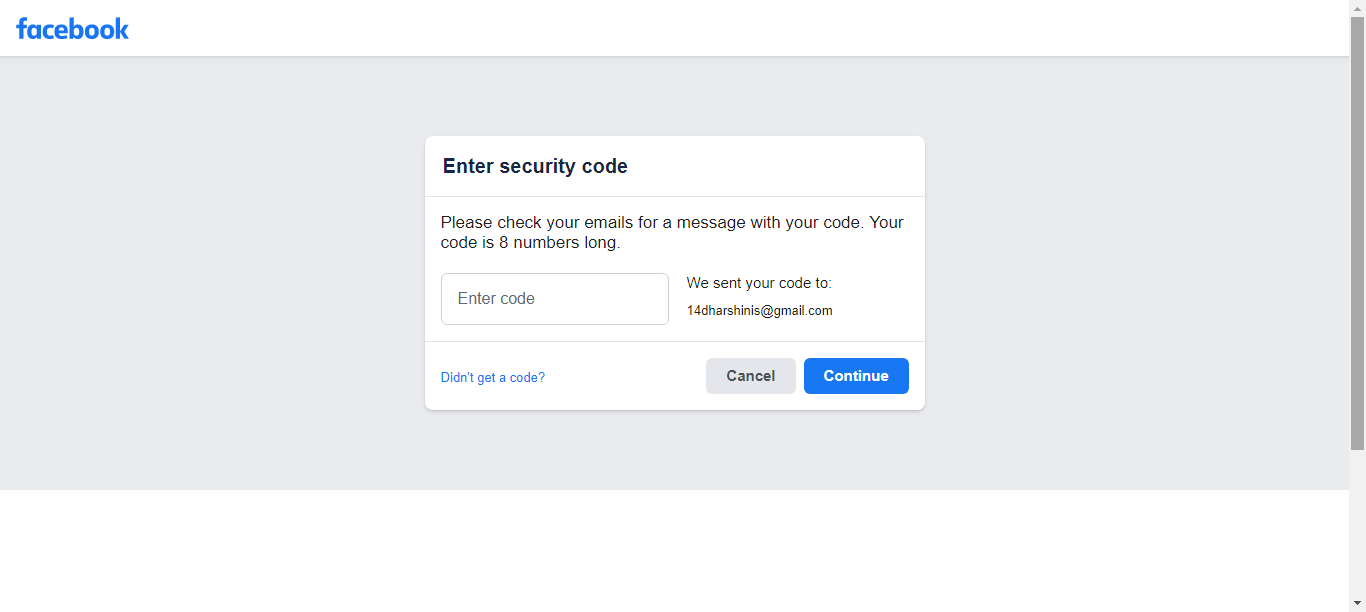 facebook
Enter security code
Please check your emails for a message with your code. Your
code is 8 numbers long.
Enter code
We sent your code to:
14dharshinis@gmail.com
Didn't get a code?
Cancel
Continue